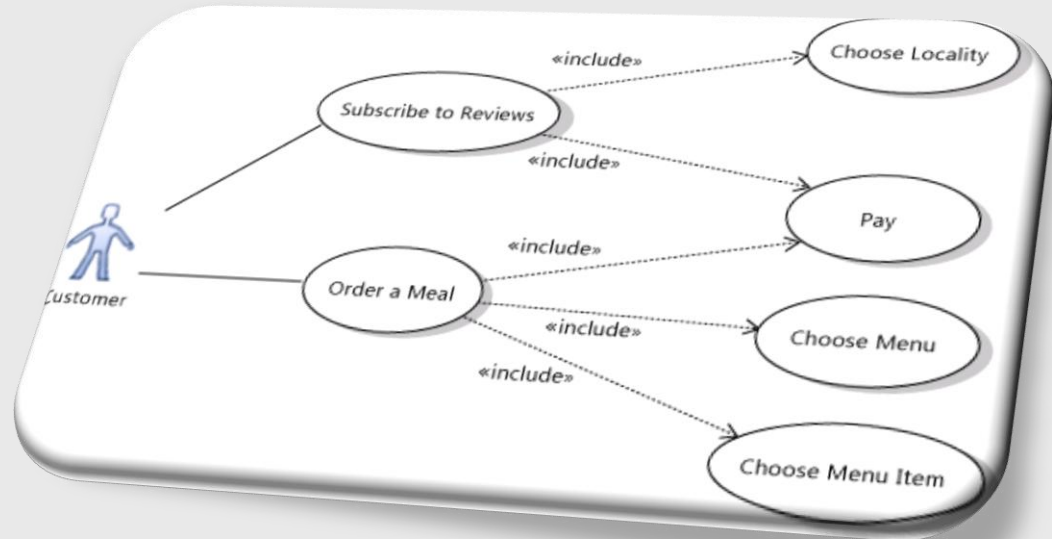 Choose Locality
«include»
Subscribe to Reviews
«include»
Pay
«include»
Order a Meal
Customer
«include»
Choose Menu
«include»
Choose Menu Item